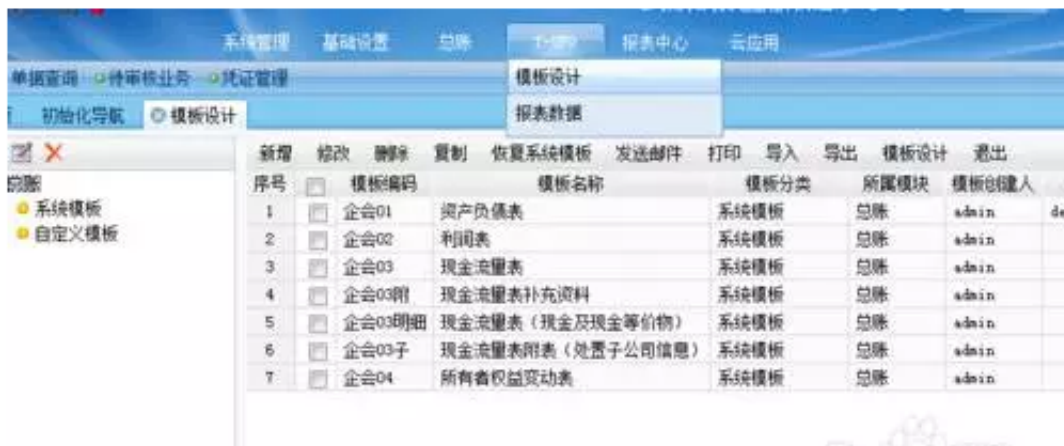 系统管理 基础设置 总账 T-UFO 报表中心 云应用
单据查询 待审核业务 凭证管理
模板设计
初始化导航 模板设计
报表数据
新增 修改 删除 复制 恢复系统模板 发送邮件 打印 导入 导出 模板设计 退出
总账
系统模板
自定义模板
序号 模板编码 模板名称 模板分类 所属模块 模板创建人
1 企会01 资产负债表 系统模板 总账 admin de
2 企会02 利润表 系统模板 总账 admin
3 企会03 现金流量表 系统模板 总账 admin
4 企会03附 现金流量表补充资料 系统模板 总账 admin
5 企会03明细 现金流量表（现金及现金等价物） 系统模板 总账 admin
6 企会03子 现金流量表附表（处置子公司信息） 系统模板 总账 admin
7 企会04 所有者权益变动表 系统模板 总账 admin